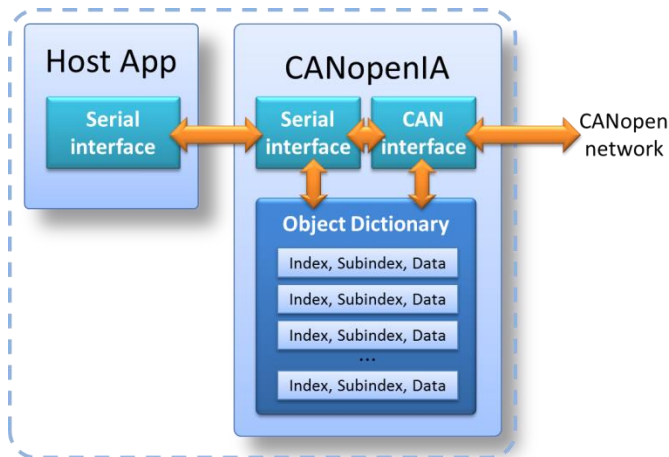 Host App
Serial
interface
CANopenIA
Serial
interface
CAN
interface
CANopen
network
Object Dictionary
Index, Subindex, Data
Index, Subindex, Data
Index, Subindex, Data
...
Index, Subindex, Data